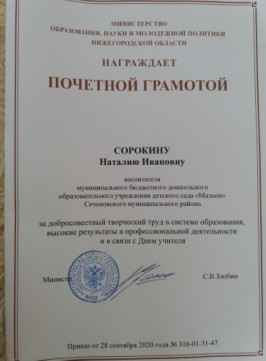 МИНИСТЕРСТВО
ОБРАЗОВАНИЯ, НАУКИ И МОЛОДЕЖНОЙ ПОЛИТИКИ
НИЖЕГОРОДСКОЙ ОБЛАСТИ
НАГРАЖДАЕТ
ПОЧЕТНОЙ ГРАМОТОЙ
СОРОКИНУ
Наталию Ивановну
воспитателя
муниципального бюджетного дошкольного
образовательного учреждения детского сада «Малыш»
Сеченовского муниципального района
за добросовестный творческий труд в системе образования,
высокие результаты в профессиональной деятельности
и в связи с Днем учителя
Министр С.В.Злобин
Приказ от 28 сентября 2020 года № 316-01-31-47